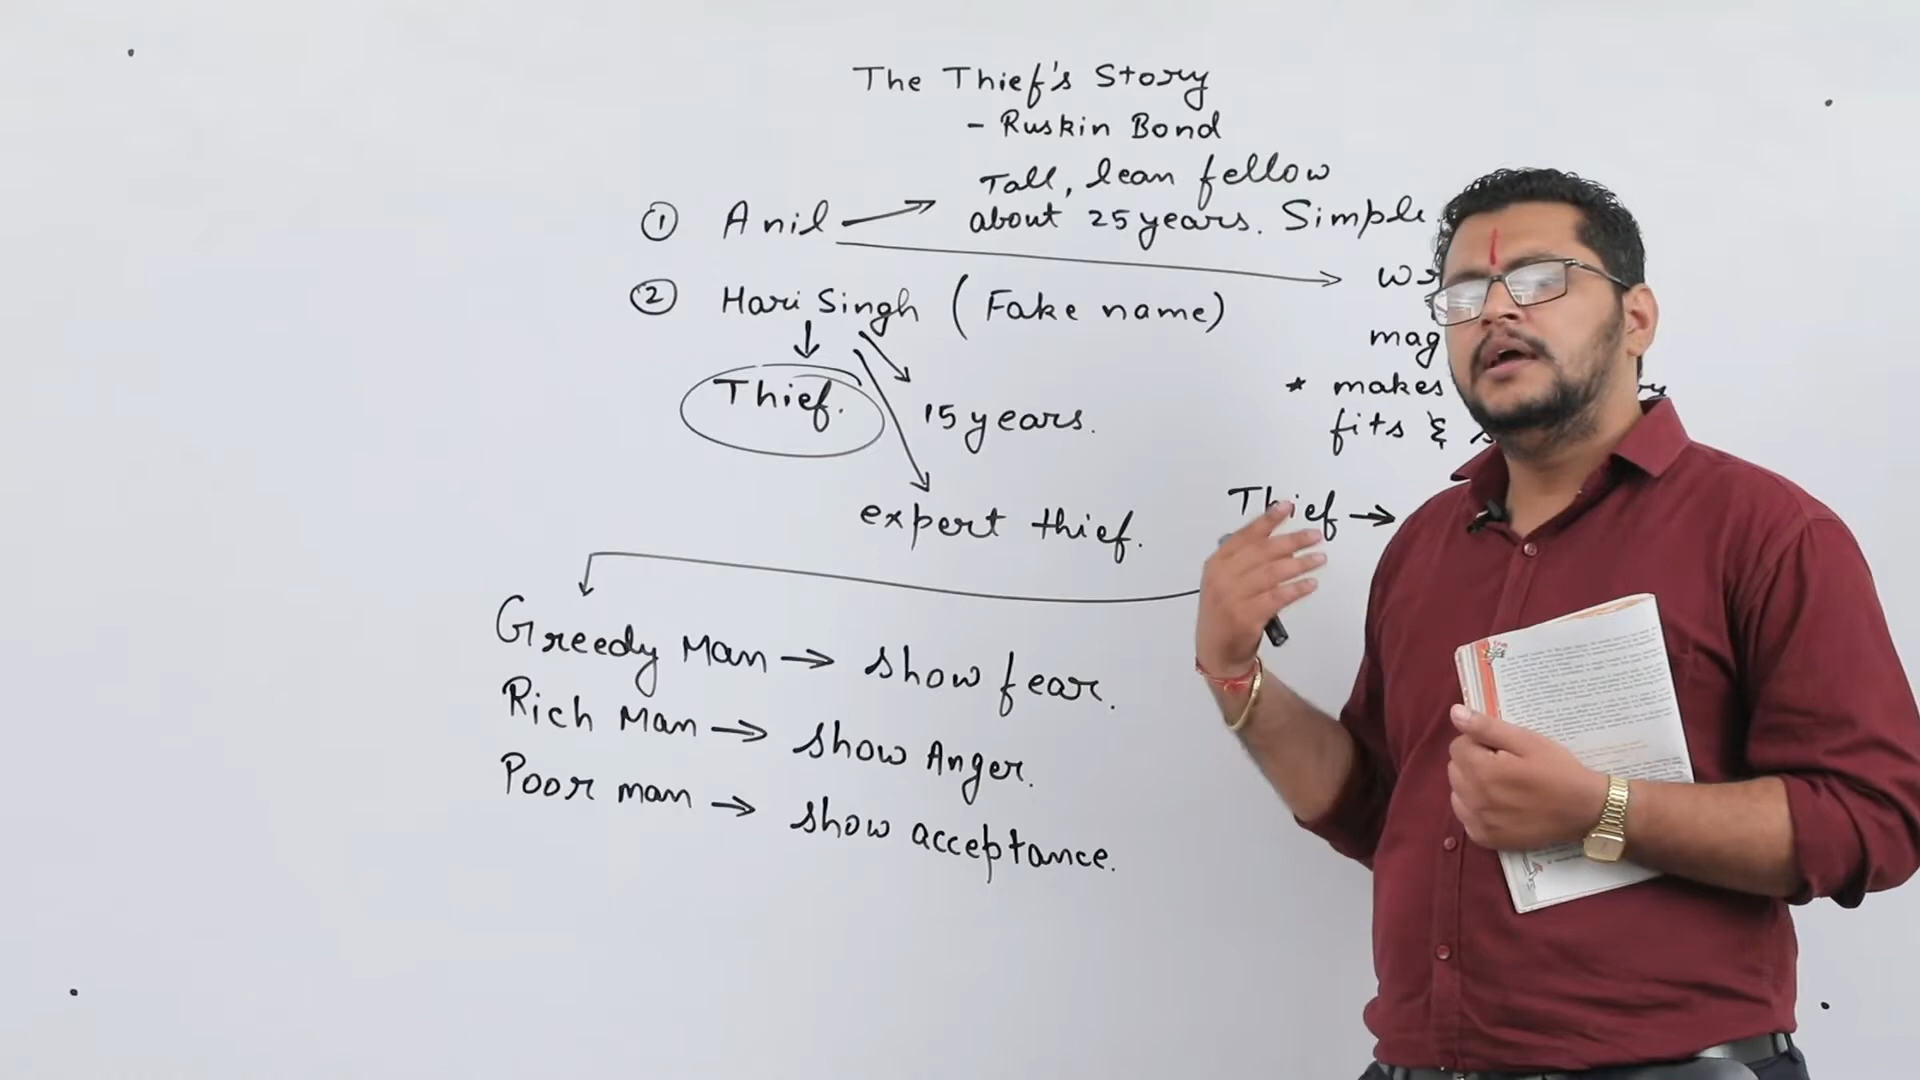 The Thief's Story
- Ruskin Bond
Tall, lean fellow
① Anil → about 25 years. Simple
② Hari Singh (Fake name)
Thief.
15 years.
* makes
fits &
expert thief.
Thief →
Greedy Man → show fear.
Rich Man → show Anger.
Poor man → show acceptance.